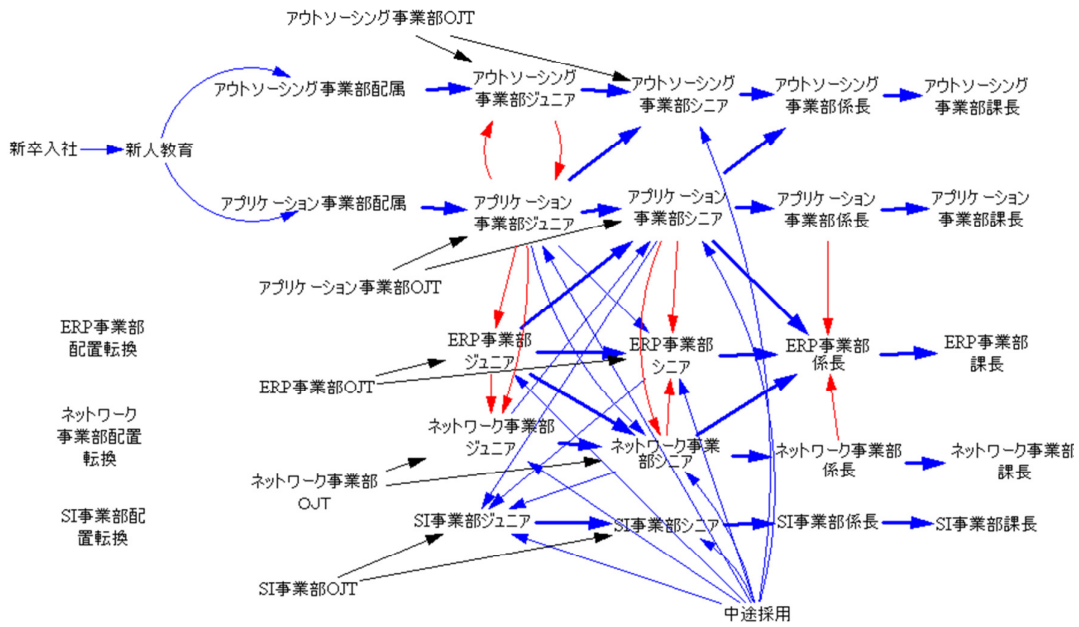 アウトソーシング事業部OJT
アウトソーシング事業部配属
アウトソーシング
事業部ジュニア
アウトソーシング
事業部シニア
アウトソーシング
事業部係長
アウトソーシング
事業部課長
新卒入社
新人教育
アプリケーション事業部配属
アプリケーション
事業部ジュニア
アプリケーション
事業部シニア
アプリケーション
事業部係長
アプリケーション
事業部課長
アプリケーション事業部OJT
ERP事業部
配置転換
ERP事業部
ジュニア
ERP事業部
シニア
ERP事業部
係長
ERP事業部
課長
ERP事業部OJT
ネットワーク
事業部配置
転換
ネットワーク事業部
ジュニア
ネットワーク事業
部シニア
ネットワーク事業部
係長
ネットワーク事業部
課長
ネットワーク事業部
OJT
SI事業部配
置転換
SI事業部ジュニア
SI事業部シニア
SI事業部係長
SI事業部課長
SI事業部OJT
中途採用